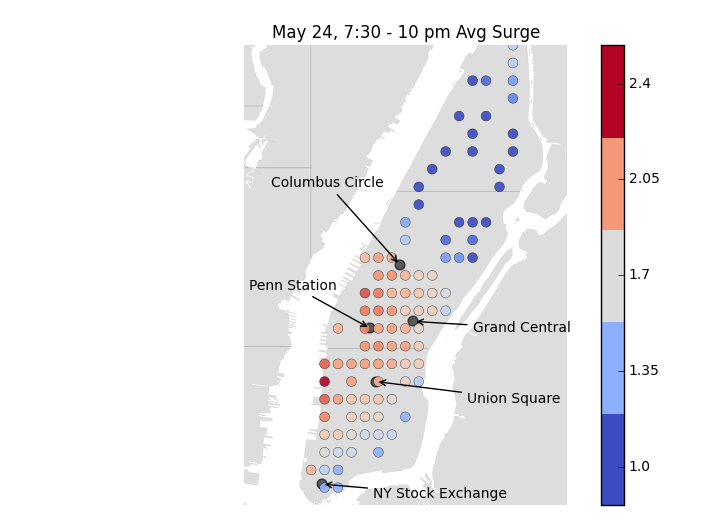 May 24, 7:30 - 10 pm Avg Surge
2.4
2.05
Columbus Circle
1.7
Penn Station
Grand Central
1.35
Union Square
1.0
NY Stock Exchange